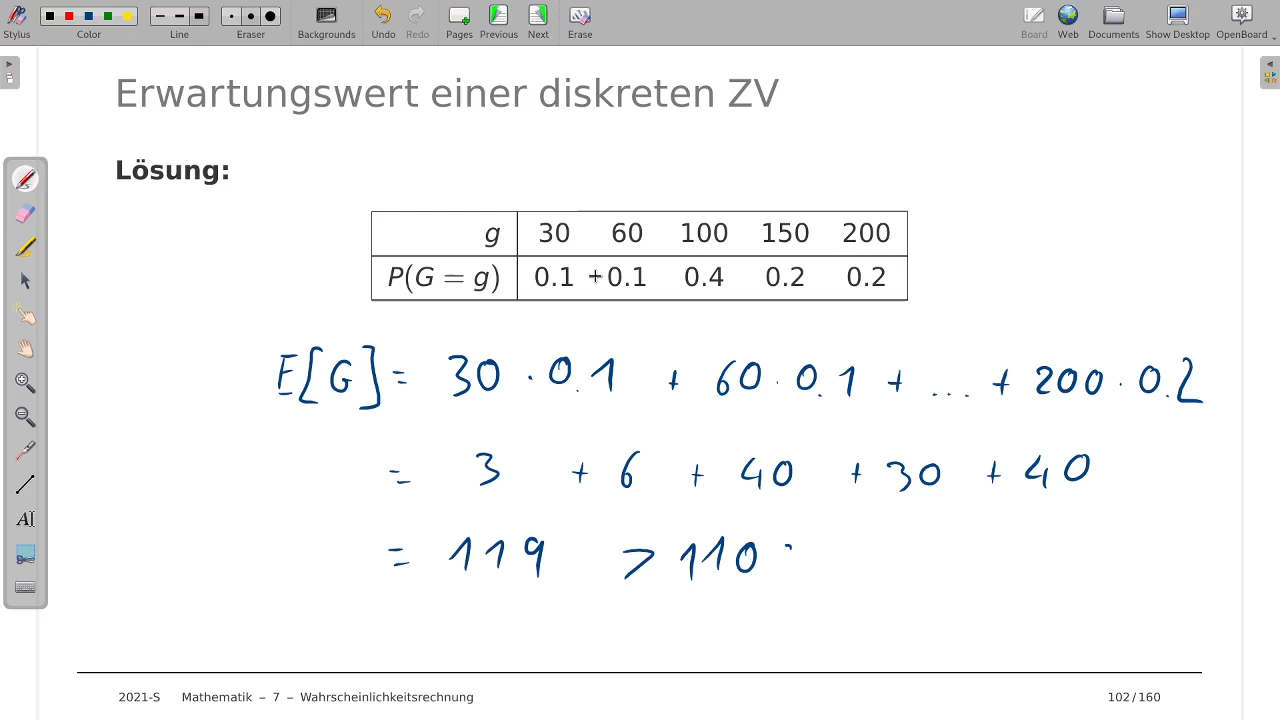 Stylus Color Line Eraser Backgrounds Undo Redo Pages Previous Next Erase Board Web Documents Show Desktop OpenBoard
Erwartungswert einer diskreten ZV
Lösung:
g 30 60 100 150 200
P(G = g) 0.1 + 0.1 0.4 0.2 0.2
E[G] = 30 · 0.1 + 60 · 0.1 + ... + 200 · 0.2
= 3 + 6 + 40 + 30 + 40
= 119 > 110
2021-S Mathematik – 7 – Wahrscheinlichkeitsrechnung 102/160